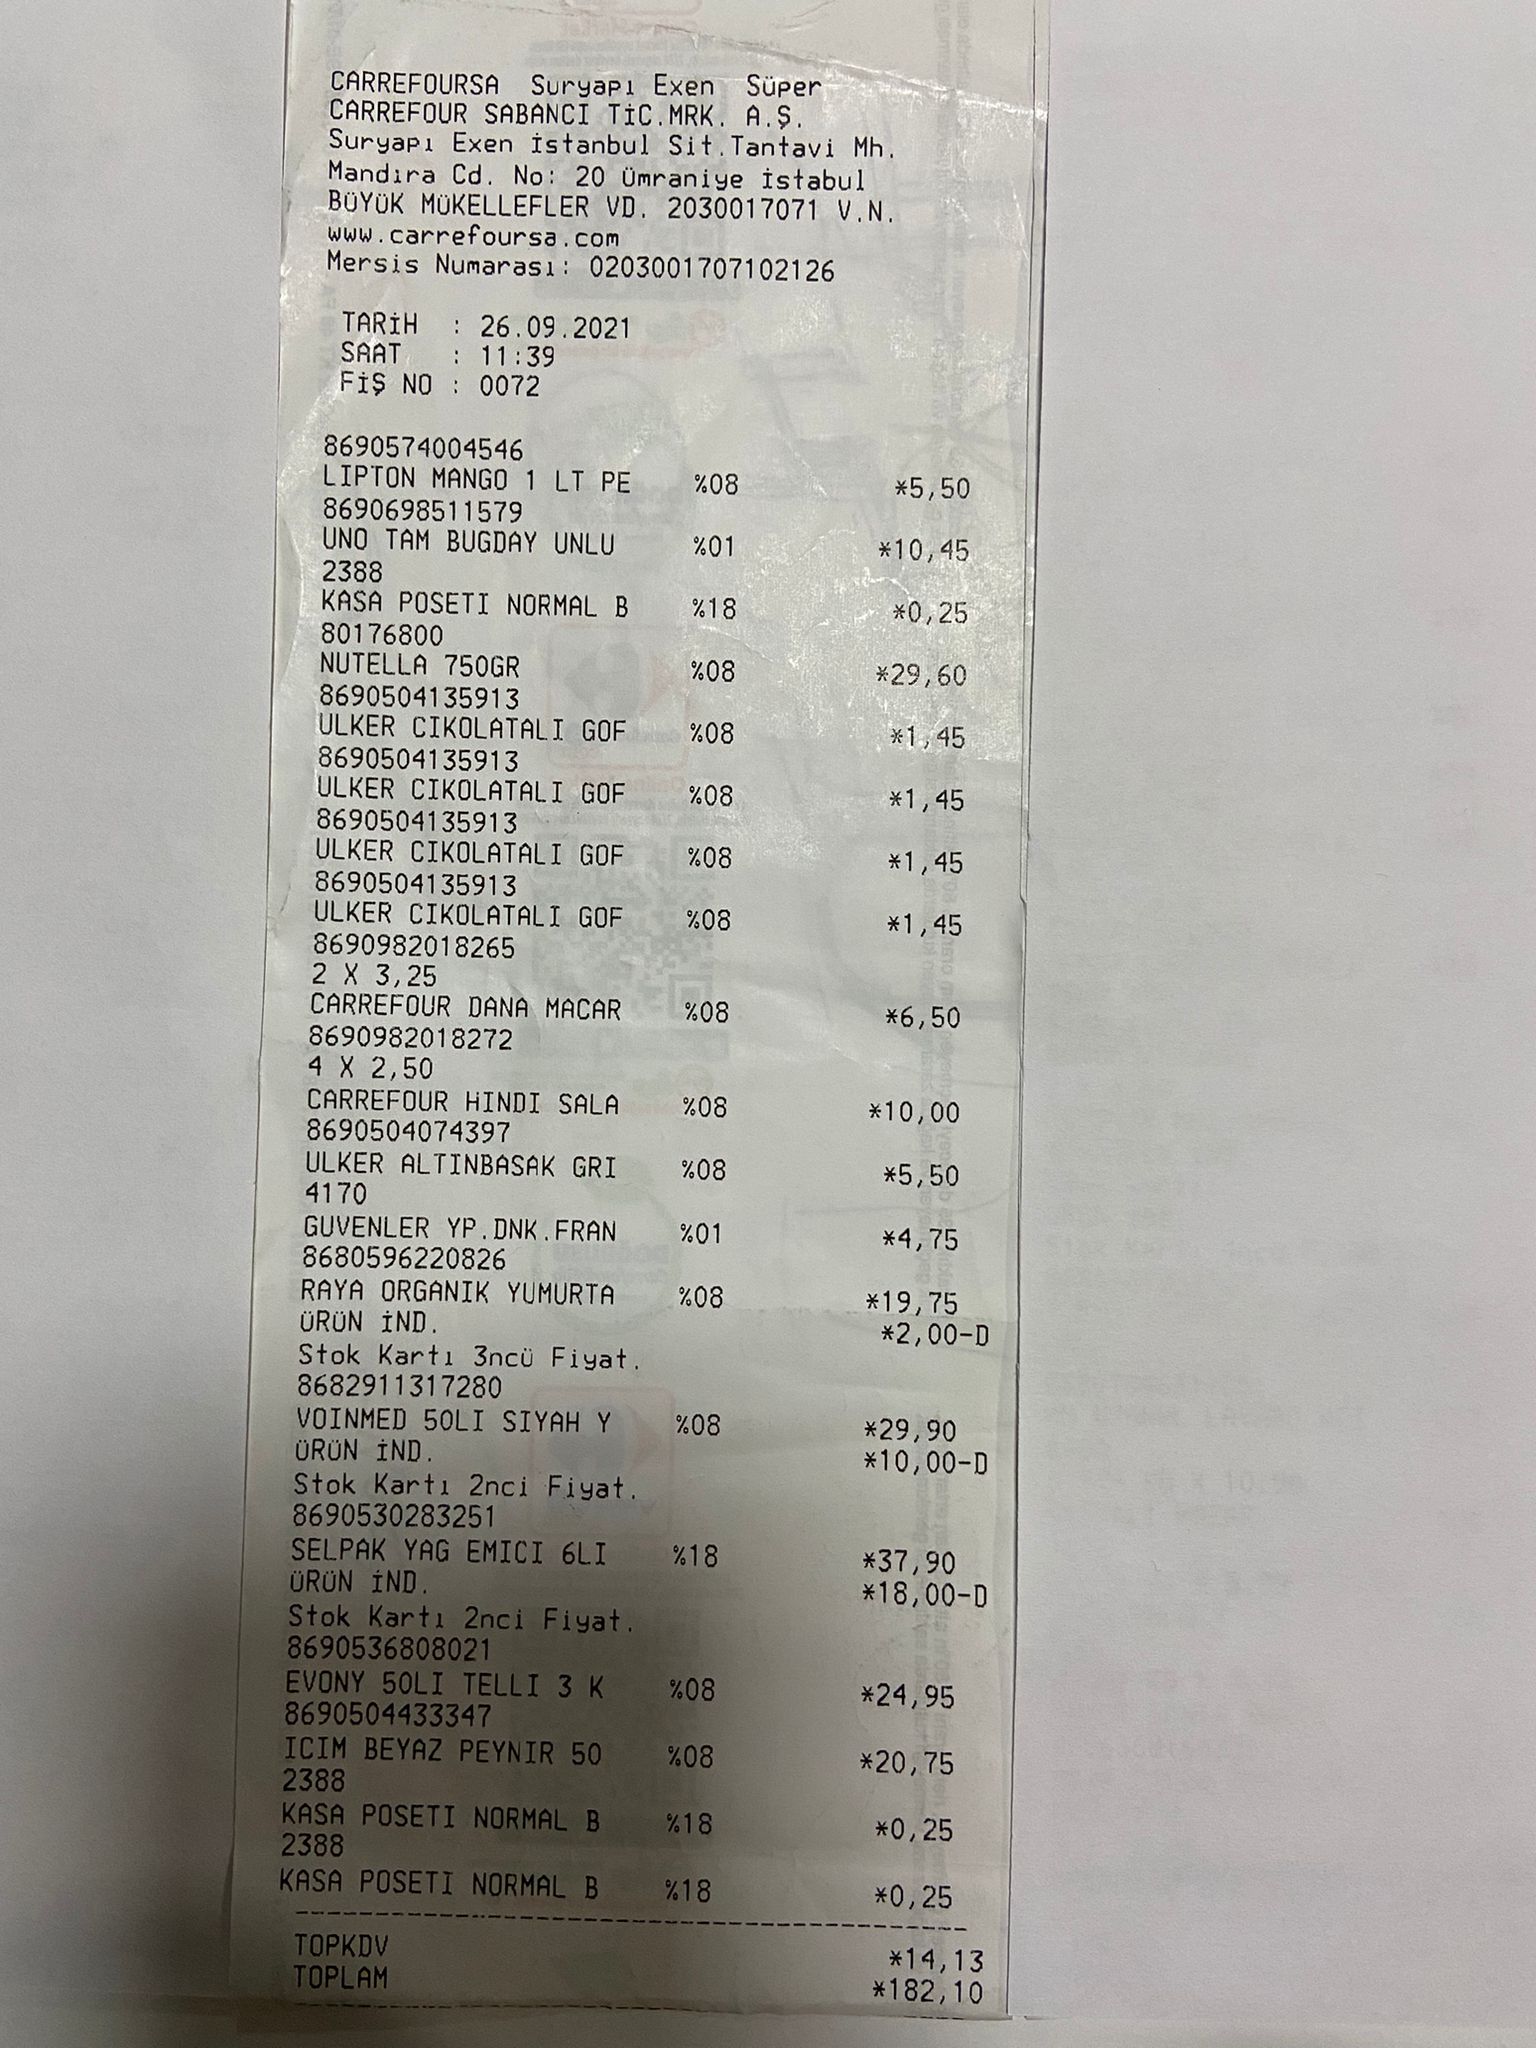 CARREFOURSA Suryapı Exen Süper
CARREFOUR SABANCI TİC.MRK. A.Ş.
Suryapı Exen İstanbul Sit.Tantavi Mh.
Mandıra Cd. No: 20 Ümraniye İstabul
BÜYÜK MÜKELLEFLER VD. 2030017071 V.N.
www.carrefoursa.com
Mersis Numarası: 0203001707102126
TARİH : 26.09.2021
SAAT : 11:39
FİŞ NO : 0072
8690574004546
LIPTON MANGO 1 LT PE %08 *5,50
8690698511579
UNO TAM BUGDAY UNLU %01 *10,45
2388
KASA POSETI NORMAL B %18 *0,25
80176800
NUTELLA 750GR %08 *29,60
8690504135913
ULKER CIKOLATALI GOF %08 *1,45
8690504135913
ULKER CIKOLATALI GOF %08 *1,45
8690504135913
ULKER CIKOLATALI GOF %08 *1,45
8690504135913
ULKER CIKOLATALI GOF %08 *1,45
8690982018265
2 X 3,25
CARREFOUR DANA MACAR %08 *6,50
8690982018272
4 X 2,50
CARREFOUR HINDI SALA %08 *10,00
8690504074397
ULKER ALTINBASAK GRI %08 *5,50
4170
GUVENLER YP.DNK.FRAN %01 *4,75
8680596220826
RAYA ORGANIK YUMURTA %08 *19,75
ÜRÜN İND. *2,00-D
Stok Kartı 3ncü Fiyat.
8682911317280
VOINMED 50LI SIYAH Y %08 *29,90
ÜRÜN İND. *10,00-D
Stok Kartı 2nci Fiyat.
8690530283251
SELPAK YAG EMICI 6LI %18 *37,90
ÜRÜN İND. *18,00-D
Stok Kartı 2nci Fiyat.
8690536808021
EVONY 50LI TELLI 3 K %08 *24,95
8690504433347
ICIM BEYAZ PEYNIR 50 %08 *20,75
2388
KASA POSETI NORMAL B %18 *0,25
2388
KASA POSETI NORMAL B %18 *0,25
TOPKDV *14,13
TOPLAM *182,10